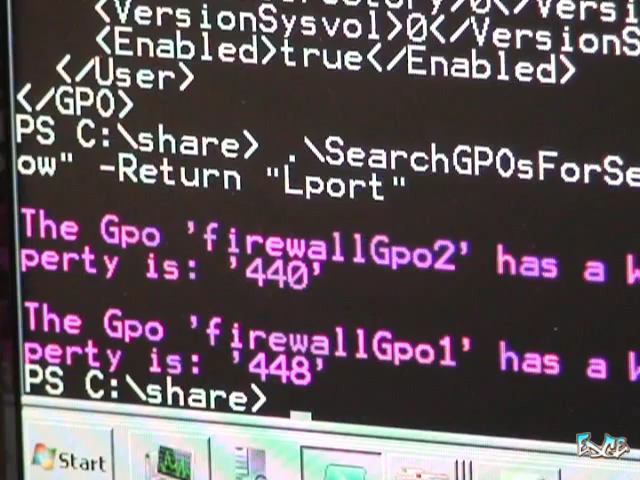 <VersionSysvol>0</VersionS
<Enabled>true</Enabled>
</User>
</GPO>
PS C:\share> .\SearchGPOsForSe
ow" -Return "Lport"
The Gpo 'firewallGpo2' has a
perty is: '440'
The Gpo 'firewallGpo1' has a
perty is: '448'
PS C:\share>
Start